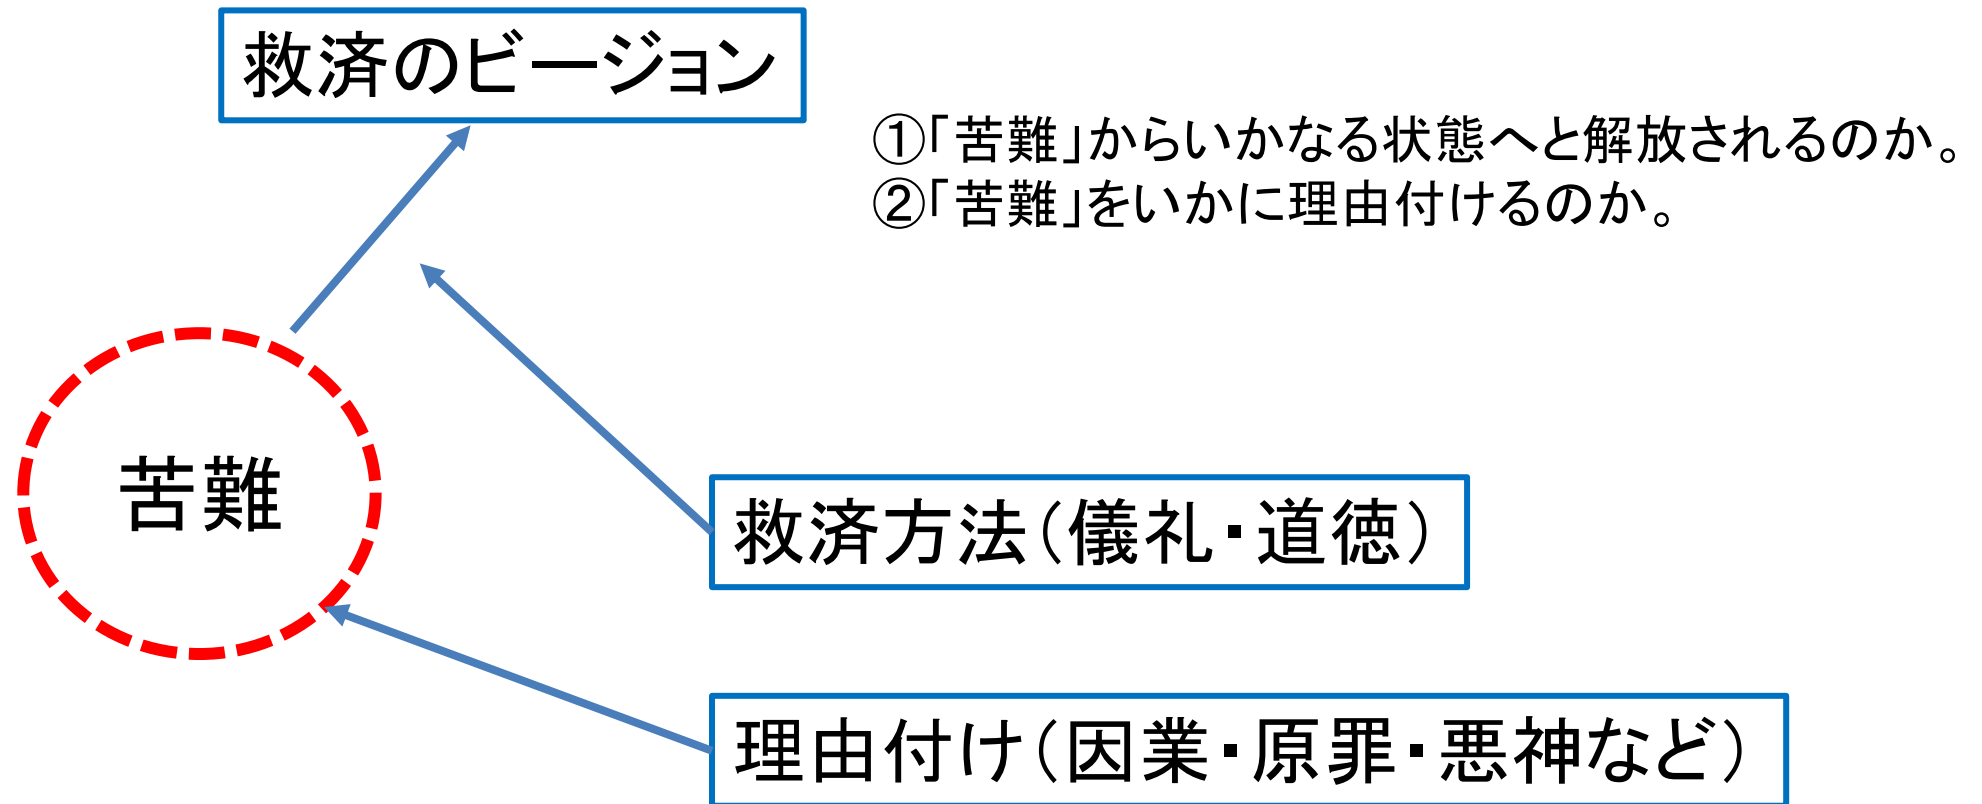 救済のビージョン
①「苦難」からいかなる状態へと解放されるのか。
②「苦難」をいかに理由付けるのか。
苦難
救済方法（儀礼・道徳）
理由付け（因業・原罪・悪神など）